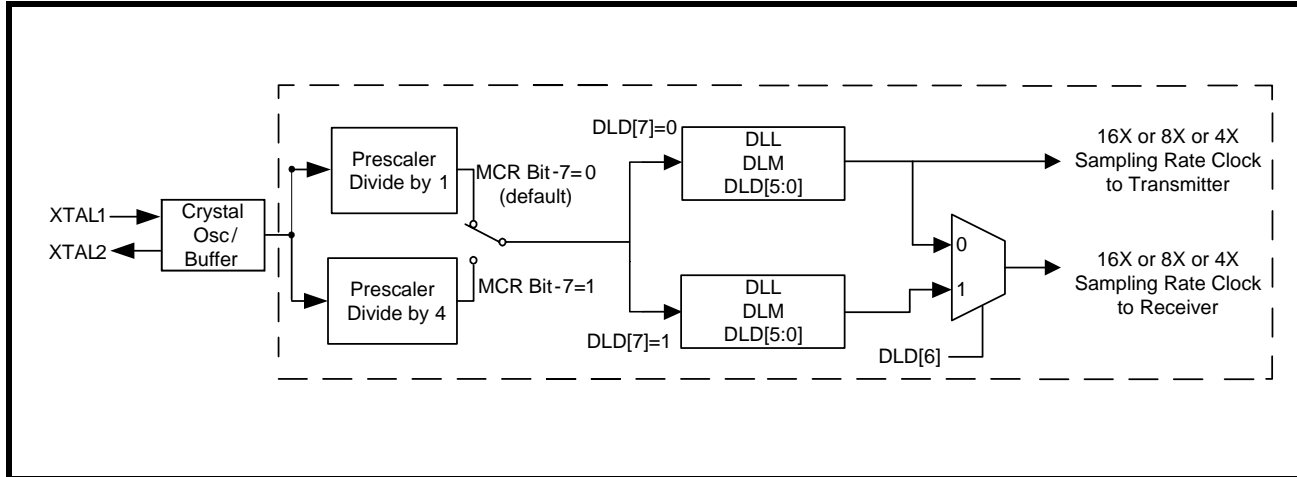 XTAL1
XTAL2
Crystal
Osc/
Buffer
Prescaler
Divide by 1
Prescaler
Divide by 4
MCR Bit-7=0
(default)
MCR Bit-7=1
DLD[7]=0
DLL
DLM
DLD[5:0]
DLD[7]=1
DLL
DLM
DLD[5:0]
0
1
DLD[6]
16X or 8X or 4X
Sampling Rate Clock
to Transmitter
16X or 8X or 4X
Sampling Rate Clock
to Receiver